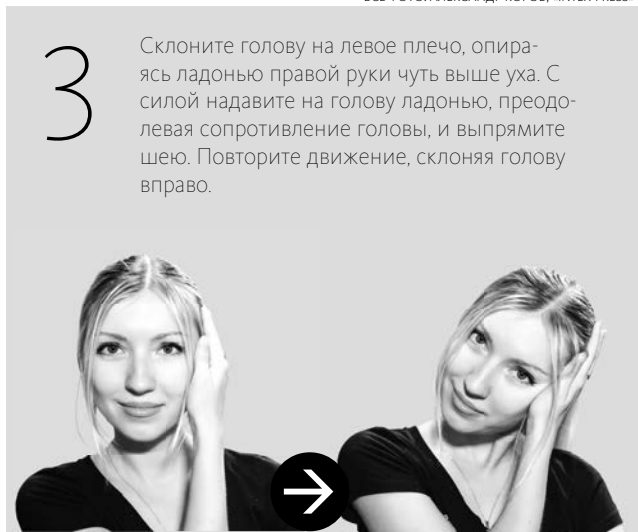 3
Склоните голову на левое плечо, опира-
ясь ладонью правой руки чуть выше уха. С
силой надавите на голову ладонью, преодо-
левая сопротивление головы, и выпрямите
шею. Повторите движение, склоняя голову
вправо.